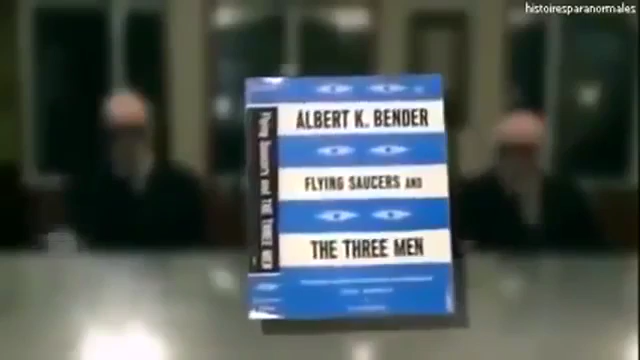 histoiresparanormales
ALBERT K. BENDER
FLYING SAUCERS AND
THE THREE MEN
Flying Saucers and THE THREE MEN